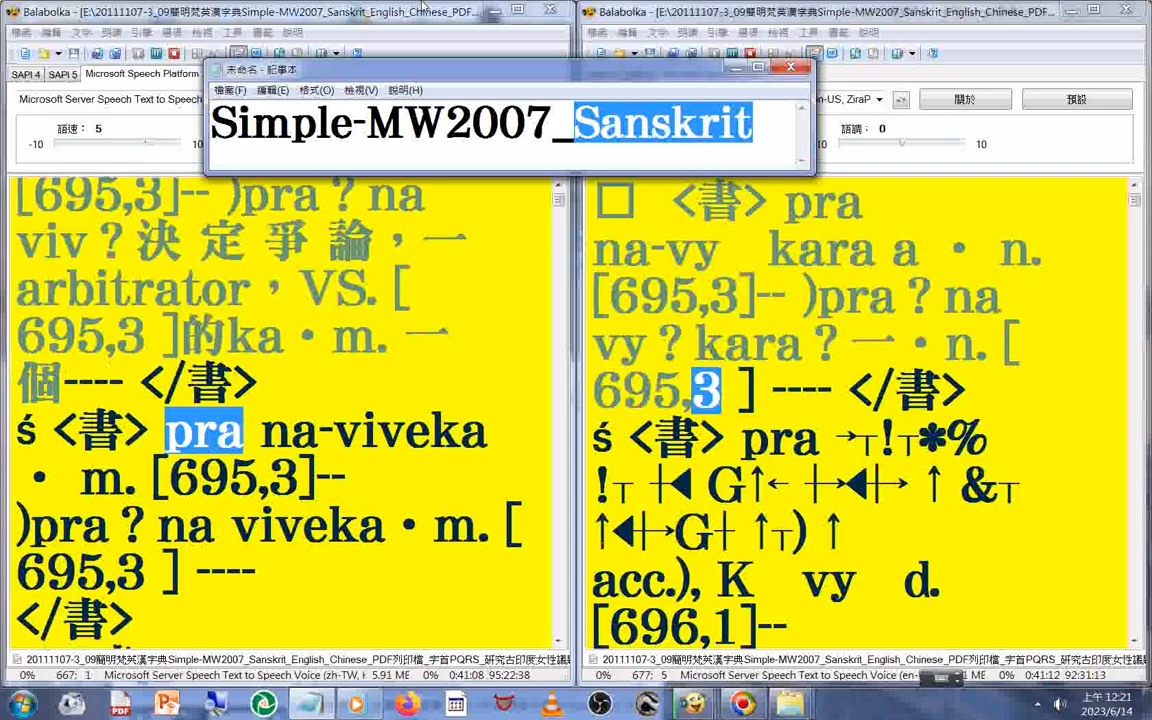 Balabolka - [E:\20111107-3_09簡明梵英漢字典Simple-MW2007_Sanskrit_English_Chinese_PDF...
Balabolka - [E:\20111107-3_09簡明梵英漢字典Simple-MW2007_Sanskrit_English_Chinese_PDF...
SAPI 4 SAPI 5 Microsoft Speech Platform
未命名 - 記事本
檔案(F) 編輯(E) 格式(O) 檢視(V) 說明(H)
Simple-MW2007_Sanskrit
Microsoft Server Speech Text to Speech
en-US, ZiraP
關於
預設
語速: 5
-10
10
語調: 0
10
[695,3]-- )pra？na
viv？決 定 爭 論，一
arbitrator，VS. [
695,3 ]的ka‧m. 一
個---- </書>
ś <書> pra na-viveka
‧ m. [695,3]--
)pra？na viveka‧m. [
695,3 ] ----
</書>
□ <書> pra
na-vy kara a ‧ n.
[695,3]-- )pra？na
vy？kara？一‧n. [
695,3 ] ---- </書>
ś <書> pra →┬!┬✱%
!┬ ┼◀ G↑← ┼→◀┼→ ↑ &┬
↑◀┼→G┼ ↑┬) ↑
acc.), K vy d.
[696,1]--
20111107-3_09簡明梵英漢字典Simple-MW2007_Sanskrit_English_Chinese_PDF列印檔_字首PQRS_研究古印度女性議
20111107-3_09簡明梵英漢字典Simple-MW2007_Sanskrit_English_Chinese_PDF列印檔_字首PQRS_研究古印度女性議
0% 667: 1 Microsoft Server Speech Text to Speech Voice (zh-TW, H 5.91 ME 0:41:08 95:22:38
0% 677: 5 Microsoft Server Speech Text to Speech Voice (en- ME 0% 0:41:12 92:31:13
上午 12:21
2023/6/14